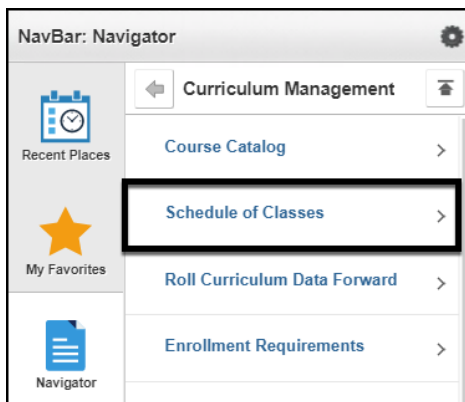 NavBar: Navigator
Curriculum Management
Recent Places
Course Catalog
Schedule of Classes
My Favorites
Roll Curriculum Data Forward
Enrollment Requirements
Navigator